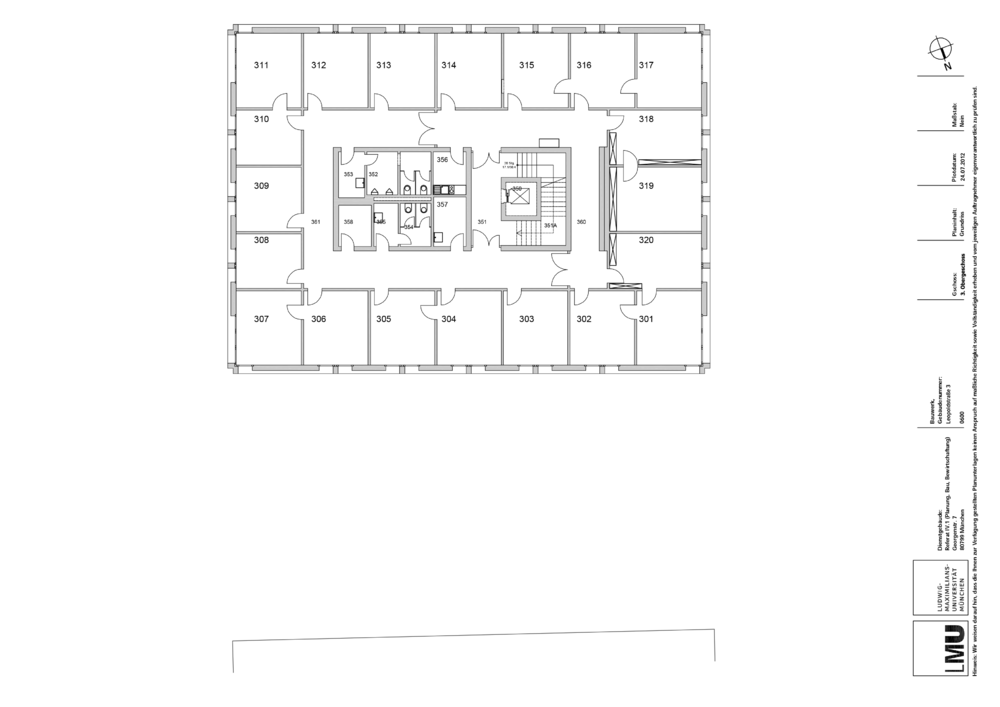 311
312
313
314
315
316
317
310
318
309
319
308
320
307
306
305
304
303
302
301
353
352
356
357
358
355
354
361
351
350
351A
360
Maßstab:
Nein
Plotdatum:
24.07.2012
Planinhalt:
Grundriss
Gschoss:
3. Obergeschoss
Bauwerk,
Gebäudenummer:
Leopoldstraße 3
0600
Dienstgebäude:
Referat IV.1 (Planung, Bau, Bewirtschaftung)
Georgenstr. 7
80799 München
LUDWIG-
MAXIMILIANS-
UNIVERSITÄT
MÜNCHEN
LMU
Hinweis: Wir weisen darauf hin, dass die Ihnen zur Verfügung gestellten Planunterlagen keinen Anspruch auf maßliche Richtigkeit sowie Vollständigkeit erheben und vom jeweiligen Auftragnehmer eigenverantwortlich zu prüfen sind.
N